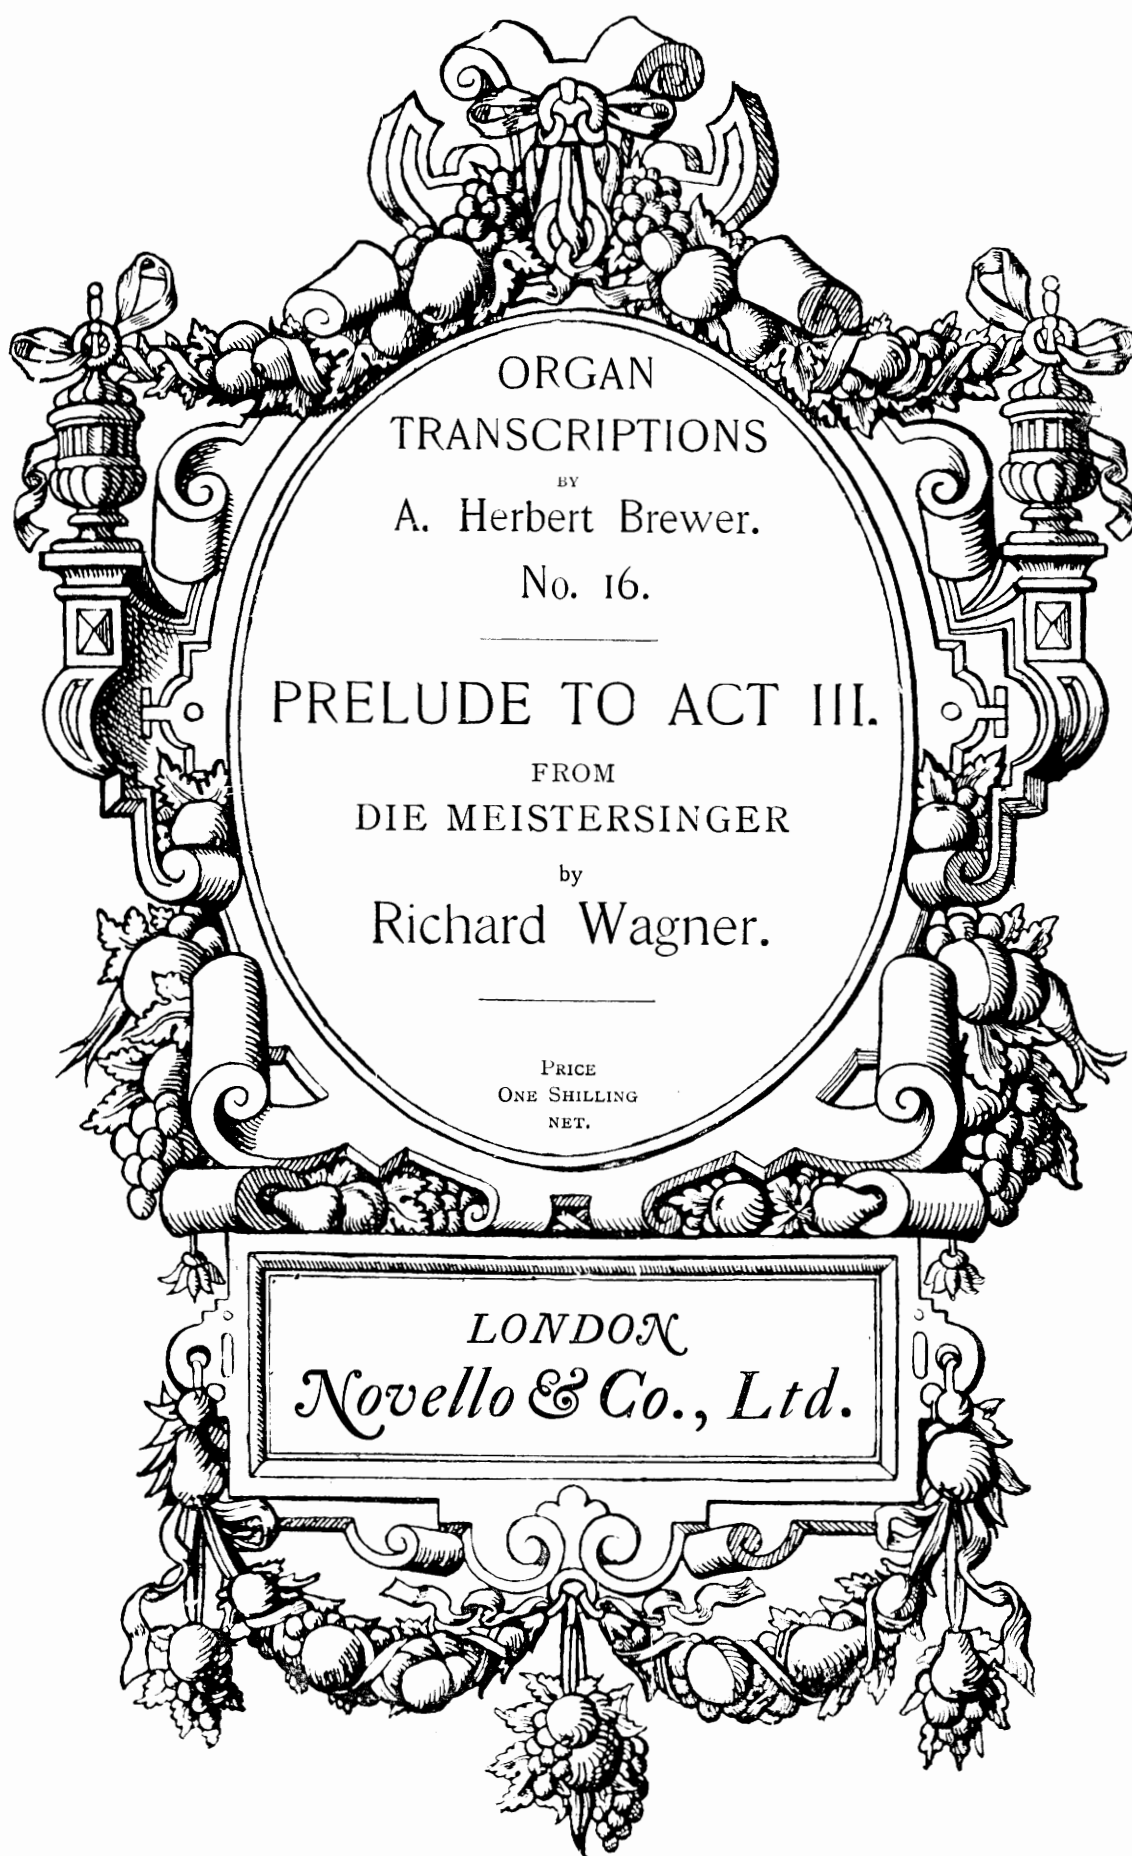 ORGAN
TRANSCRIPTIONS
BY
A. Herbert Brewer.
No. 16.
PRELUDE TO ACT III.
FROM
DIE MEISTERSINGER
by
Richard Wagner.
PRICE
ONE SHILLING
NET.
LONDON
Novello & Co., Ltd.